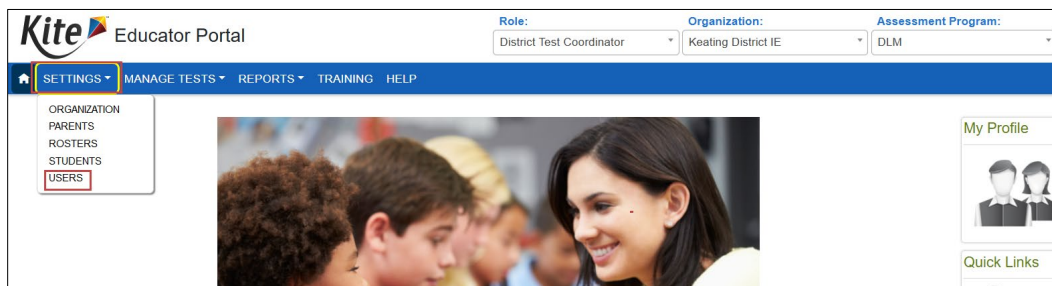 Kite Educator Portal
Role:
Organization:
Assessment Program:
District Test Coordinator
Keating District IE
DLM
SETTINGS MANAGE TESTS REPORTS TRAINING HELP
ORGANIZATION
PARENTS
ROSTERS
STUDENTS
USERS
My Profile
Quick Links